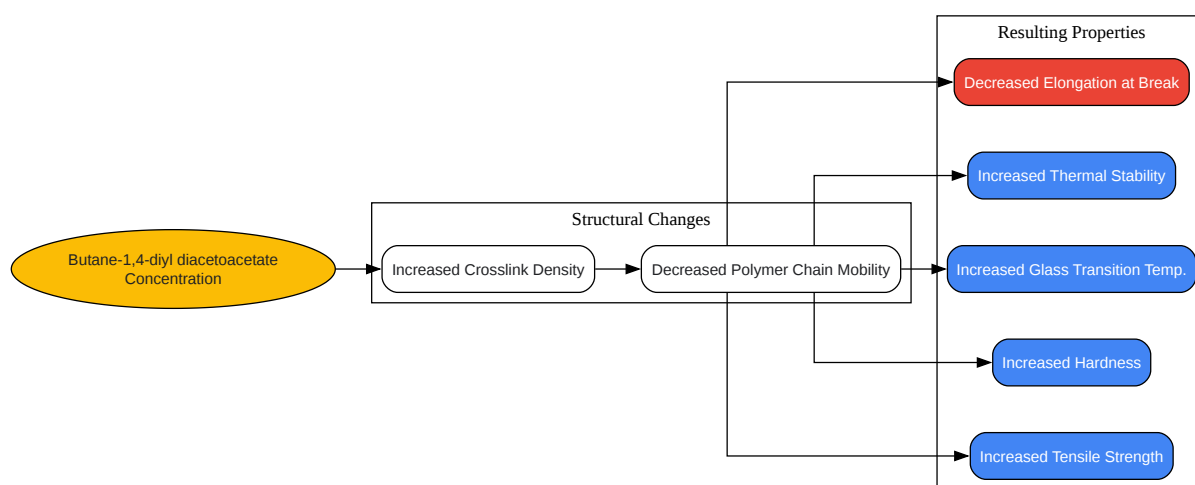 Butane-1,4-diyl diacetoacetate
Concentration
Structural Changes
Increased Crosslink Density
Decreased Polymer Chain Mobility
Resulting Properties
Decreased Elongation at Break
Increased Thermal Stability
Increased Glass Transition Temp.
Increased Hardness
Increased Tensile Strength